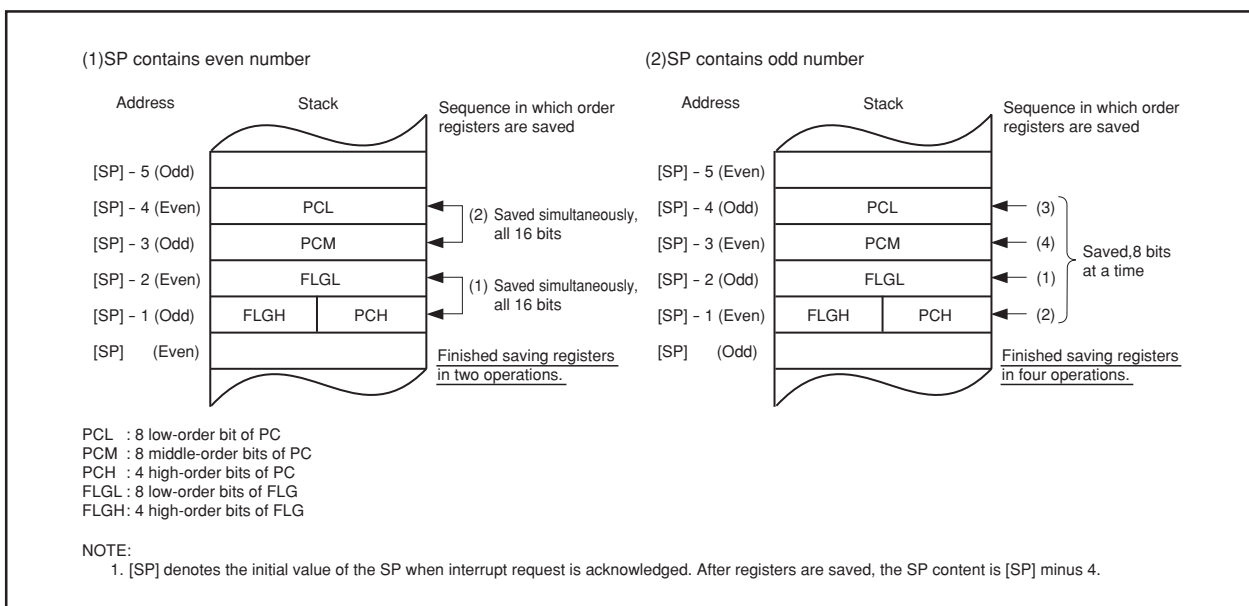 (1)SP contains even number
Address
Stack
Sequence in which order
registers are saved
[SP] – 5 (Odd)
[SP] – 4 (Even)
PCL
[SP] – 3 (Odd)
PCM
(2) Saved simultaneously,
all 16 bits
[SP] – 2 (Even)
FLGL
[SP] – 1 (Odd)
FLGH
PCH
(1) Saved simultaneously,
all 16 bits
[SP] (Even)
Finished saving registers
in two operations.
(2)SP contains odd number
Address
Stack
Sequence in which order
registers are saved
[SP] – 5 (Even)
[SP] – 4 (Odd)
PCL
(3)
[SP] – 3 (Even)
PCM
(4)
[SP] – 2 (Odd)
FLGL
(1)
[SP] – 1 (Even)
FLGH
PCH
(2)
Saved,8 bits
at a time
[SP] (Odd)
Finished saving registers
in four operations.
PCL : 8 low-order bit of PC
PCM : 8 middle-order bits of PC
PCH : 4 high-order bits of PC
FLGL : 8 low-order bits of FLG
FLGH : 4 high-order bits of FLG
NOTE:
1. [SP] denotes the initial value of the SP when interrupt request is acknowledged. After registers are saved, the SP content is [SP] minus 4.